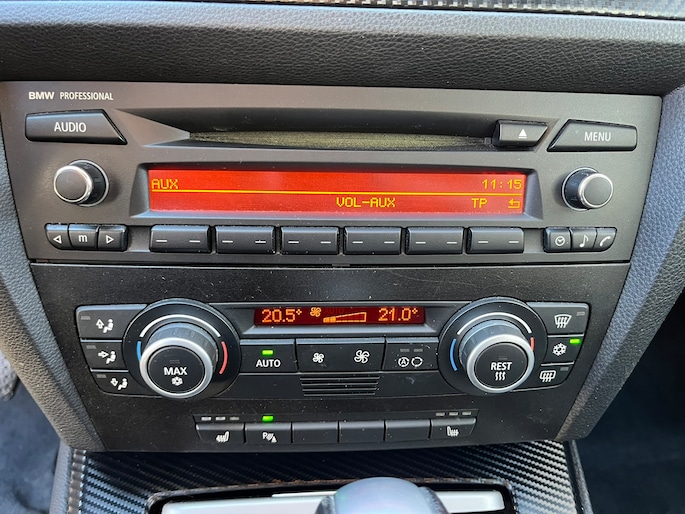 BMW PROFESSIONAL
AUDIO
MENU
AUX 11:15
VOL-AUX TP
m
20.5° 21.0°
MAX
AUTO
A
REST
P